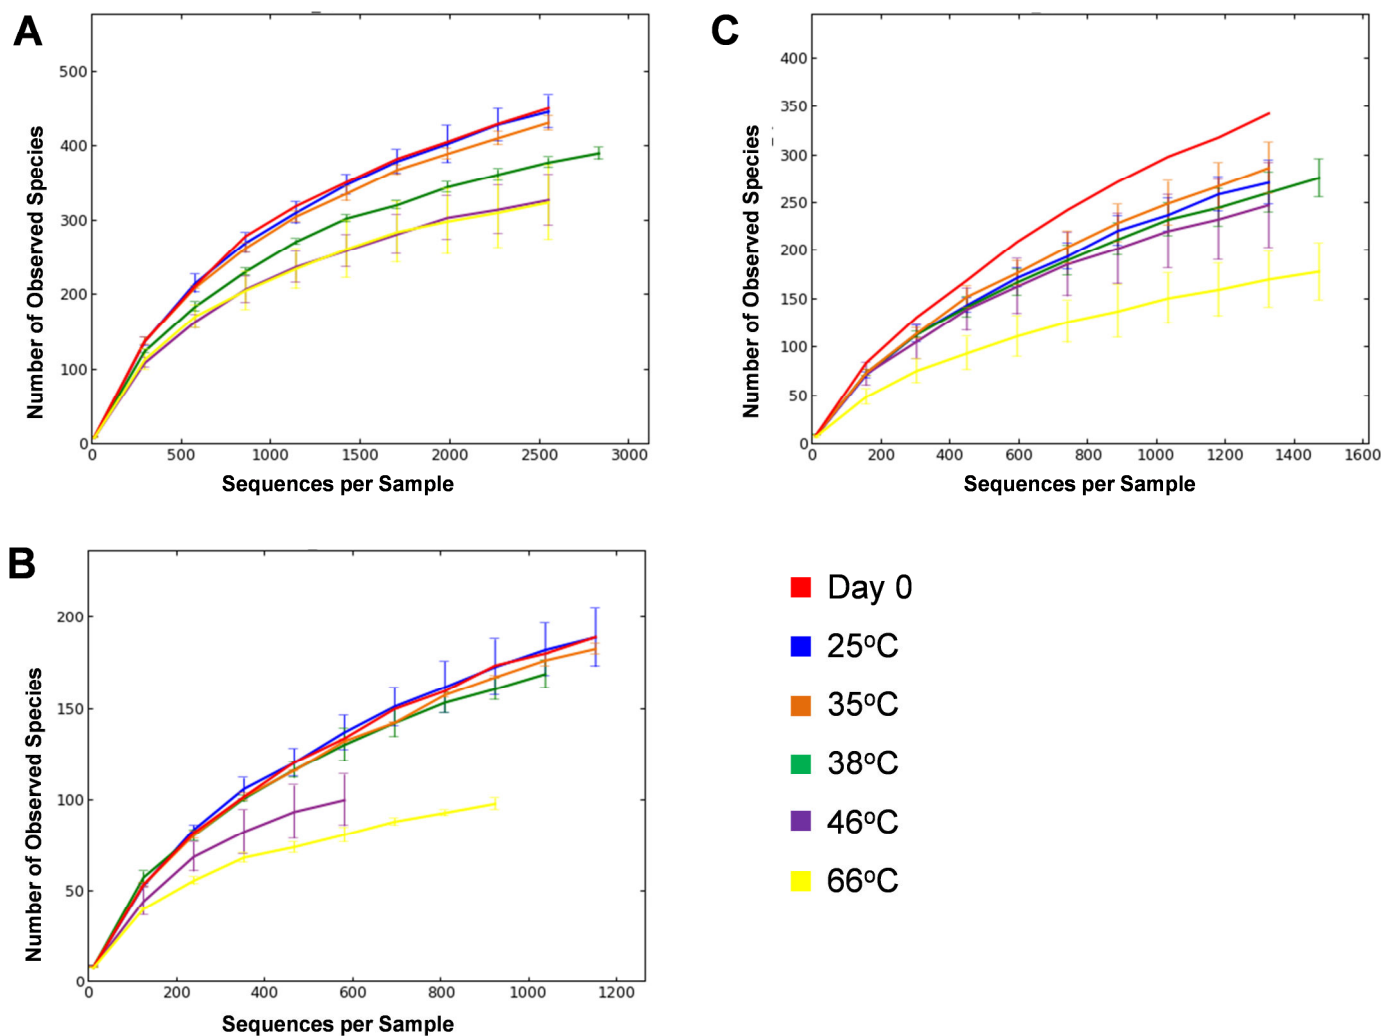 A
Number of Observed Species
500
400
300
200
100
0
0 500 1000 1500 2000 2500 3000
Sequences per Sample
C
Number of Observed Species
400
350
300
250
200
150
100
50
0
0 200 400 600 800 1000 1200 1400 1600
Sequences per Sample
B
Number of Observed Species
200
150
100
50
0
0 200 400 600 800 1000 1200
Sequences per Sample
Day 0
25°C
35°C
38°C
46°C
66°C